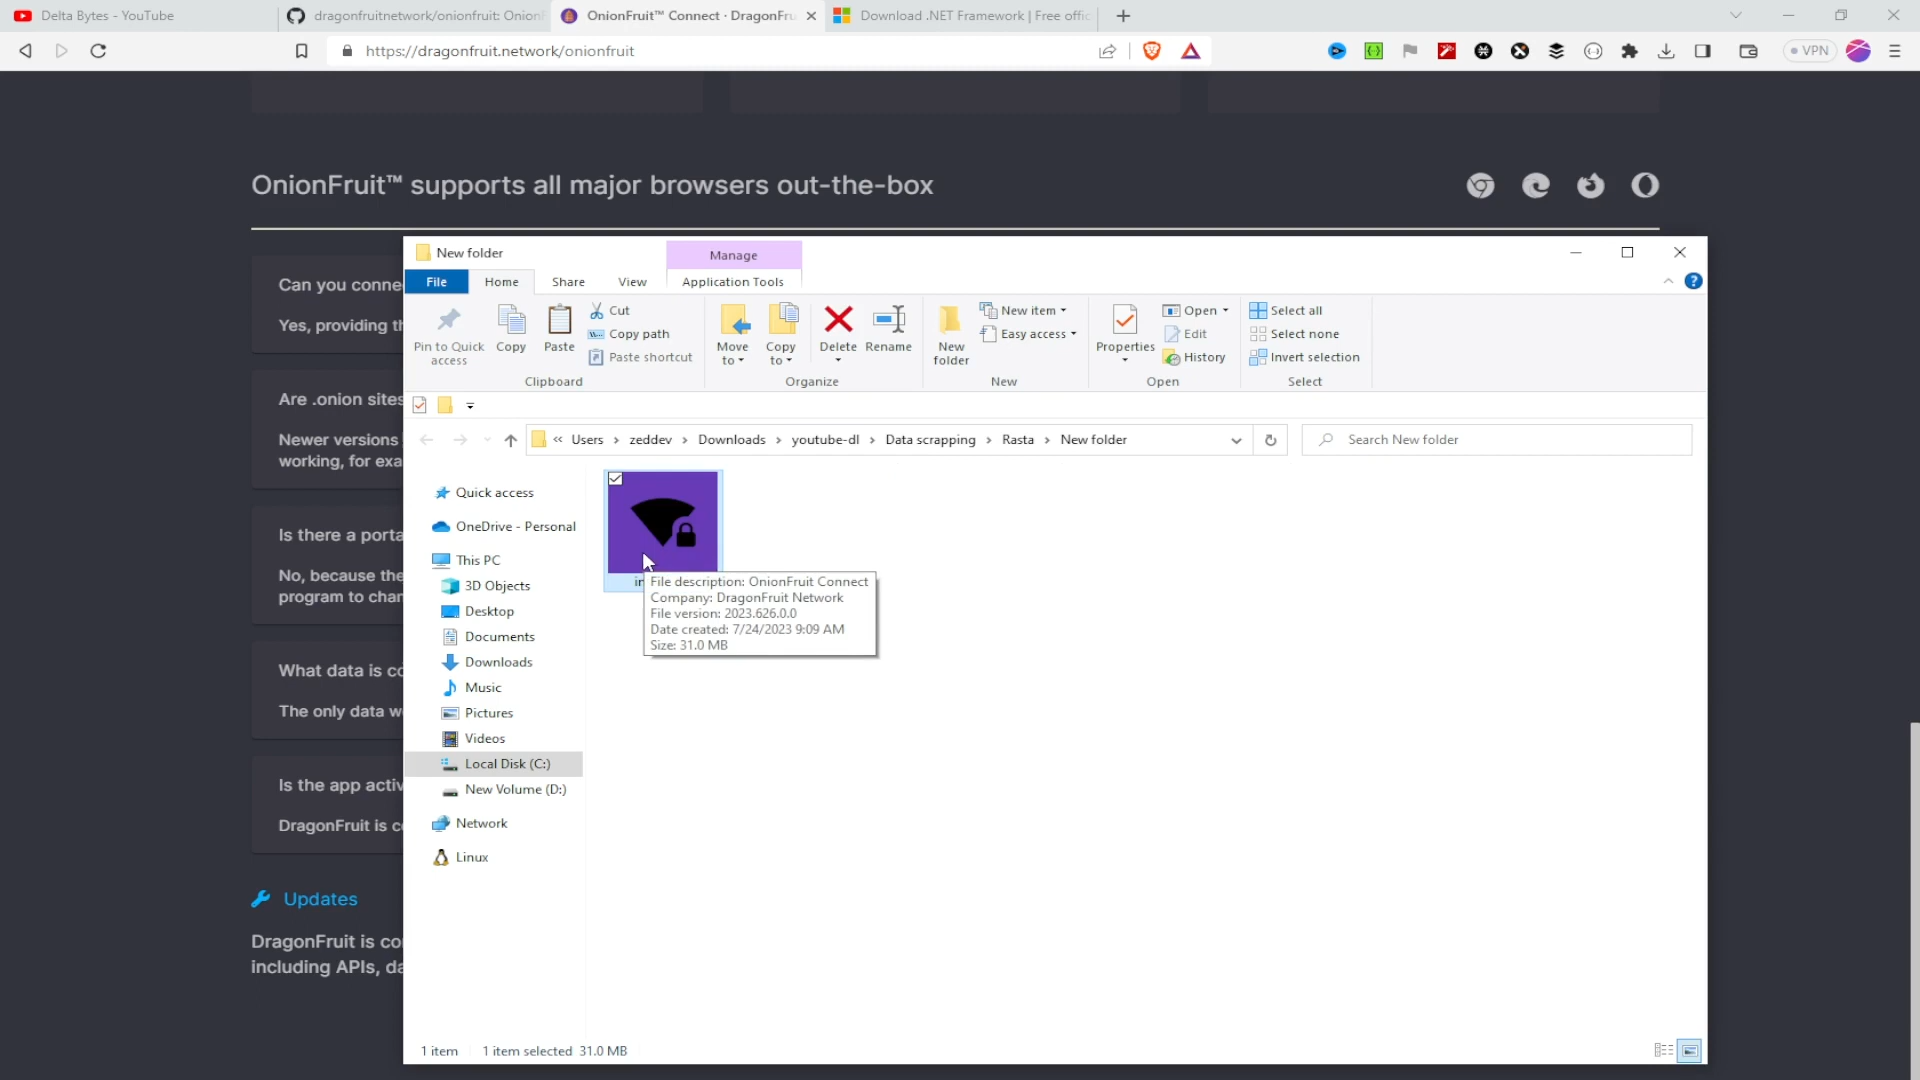 Delta Bytes - YouTube
dragonfruitnetwork/onionfruit: Onion
OnionFruit™ Connect · DragonFru
Download .NET Framework | Free offic
https://dragonfruit.network/onionfruit
VPN
OnionFruit™ supports all major browsers out-the-box
Can you conne
Yes, providing th
Are .onion sites
Newer versions
working, for exa
Is there a porta
No, because the
program to chan
What data is co
The only data w
Is the app activ
DragonFruit is co
Updates
DragonFruit is co
including APIs, da
New folder
Manage
File
Home
Share
View
Application Tools
Pin to Quick access
Copy
Paste
Cut
Copy path
Paste shortcut
Clipboard
Move to
Copy to
Delete
Rename
Organize
New folder
New item
Easy access
New
Properties
Open
Edit
History
Open
Select all
Select none
Invert selection
Select
« Users › zeddev › Downloads › youtube-dl › Data scrapping › Rasta › New folder
Search New folder
Quick access
OneDrive - Personal
This PC
3D Objects
Desktop
Documents
Downloads
Music
Pictures
Videos
Local Disk (C:)
New Volume (D:)
Network
Linux
in
File description: OnionFruit Connect
Company: DragonFruit Network
File version: 2023.626.0.0
Date created: 7/24/2023 9:09 AM
Size: 31.0 MB
1 item
1 item selected 31.0 MB